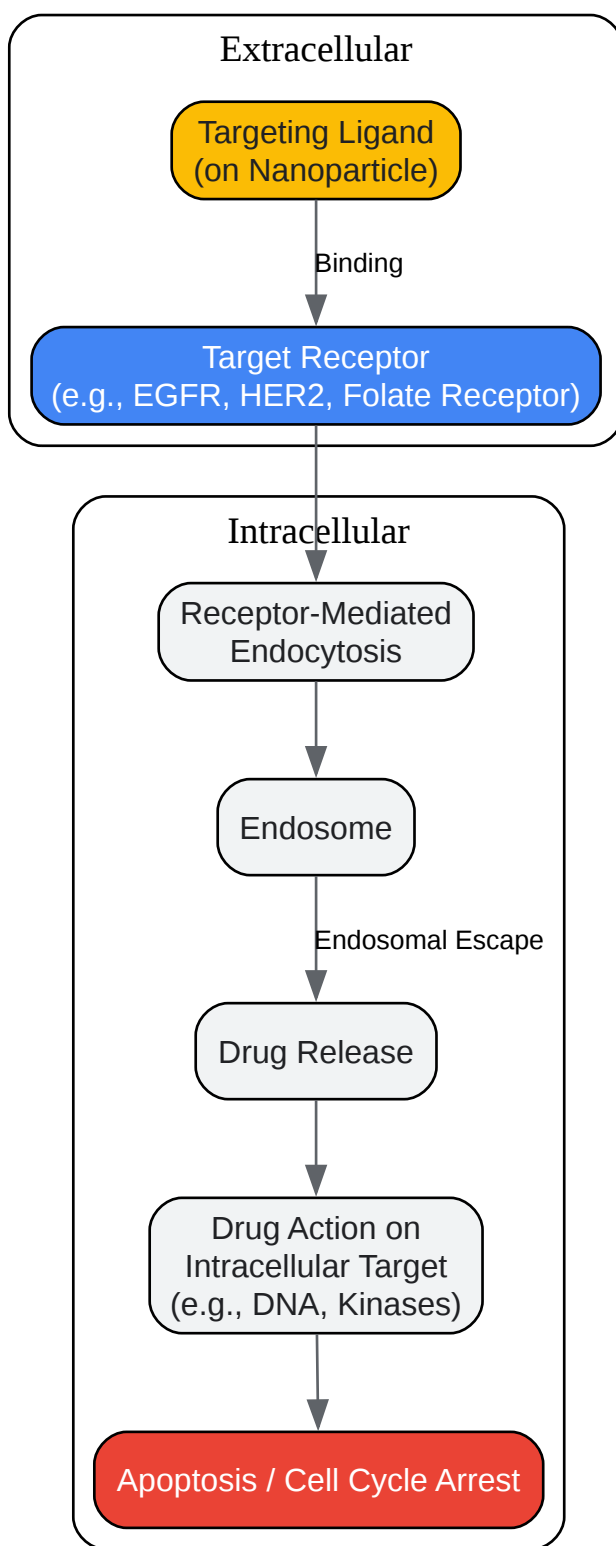 Extracellular
Targeting Ligand
(on Nanoparticle)
Binding
Target Receptor
(e.g., EGFR, HER2, Folate Receptor)
Intracellular
Receptor-Mediated
Endocytosis
Endosome
Endosomal Escape
Drug Release
Drug Action on
Intracellular Target
(e.g., DNA, Kinases)
Apoptosis / Cell Cycle Arrest